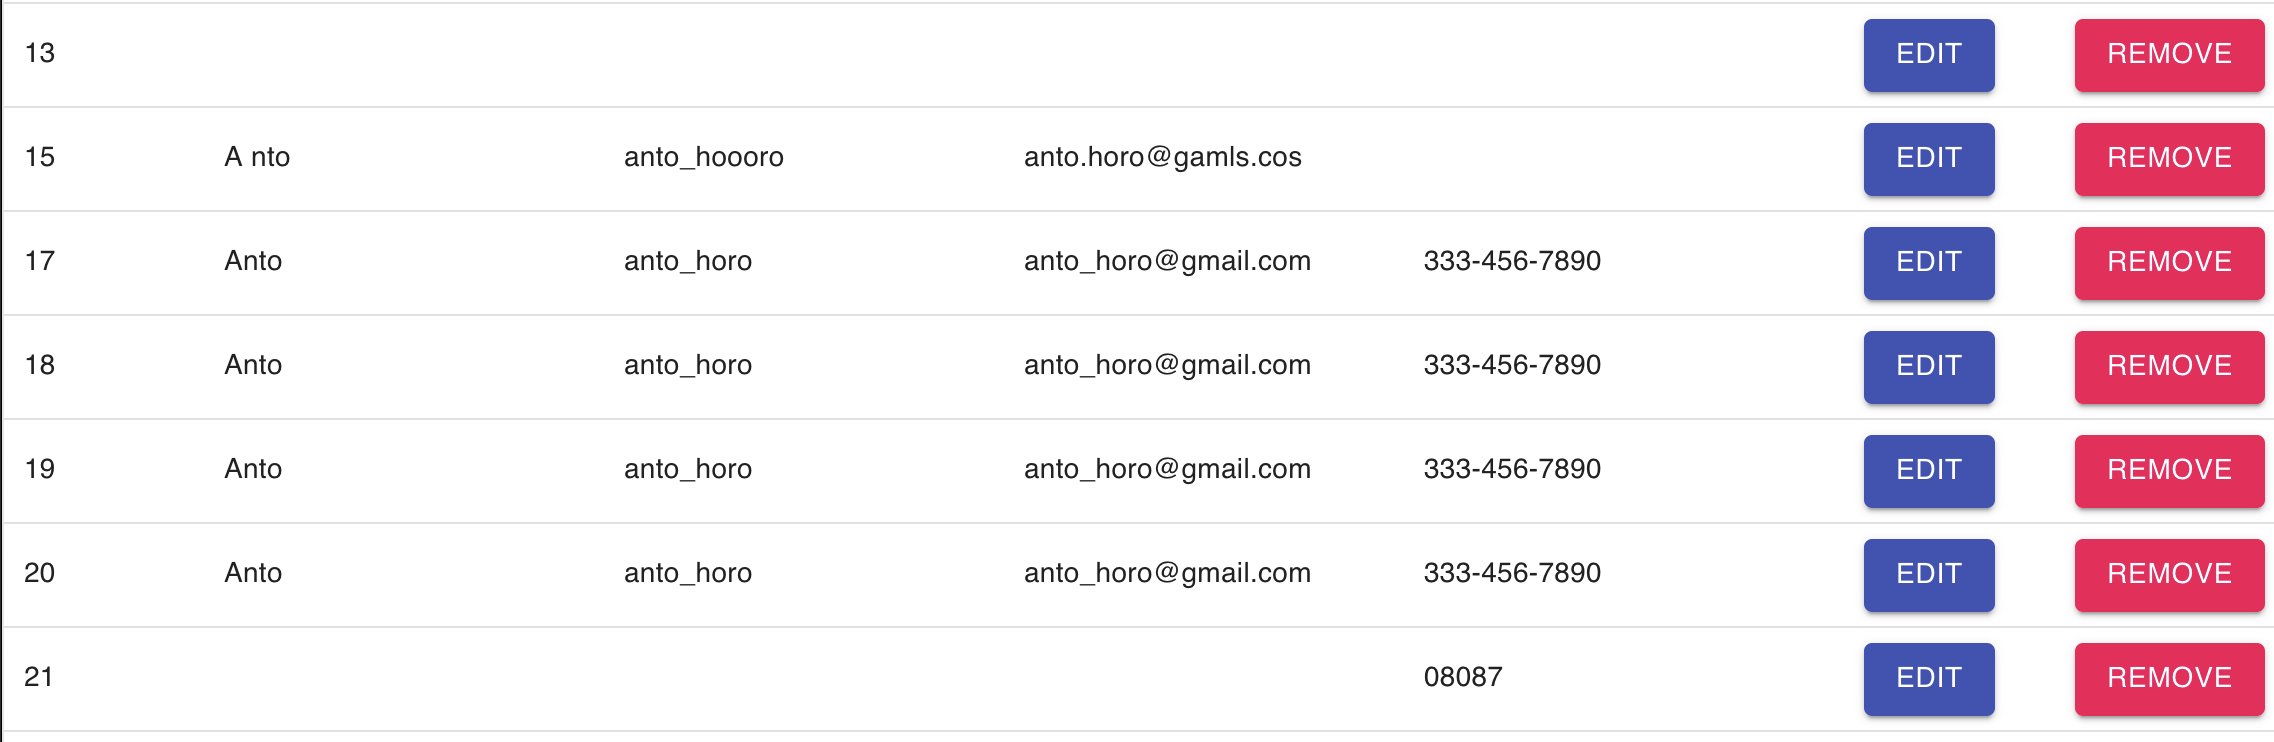 13 EDIT REMOVE
15 A nto anto_hoooro anto.horo@gamls.cos EDIT REMOVE
17 Anto anto_horo anto_horo@gmail.com 333-456-7890 EDIT REMOVE
18 Anto anto_horo anto_horo@gmail.com 333-456-7890 EDIT REMOVE
19 Anto anto_horo anto_horo@gmail.com 333-456-7890 EDIT REMOVE
20 Anto anto_horo anto_horo@gmail.com 333-456-7890 EDIT REMOVE
21 08087 EDIT REMOVE